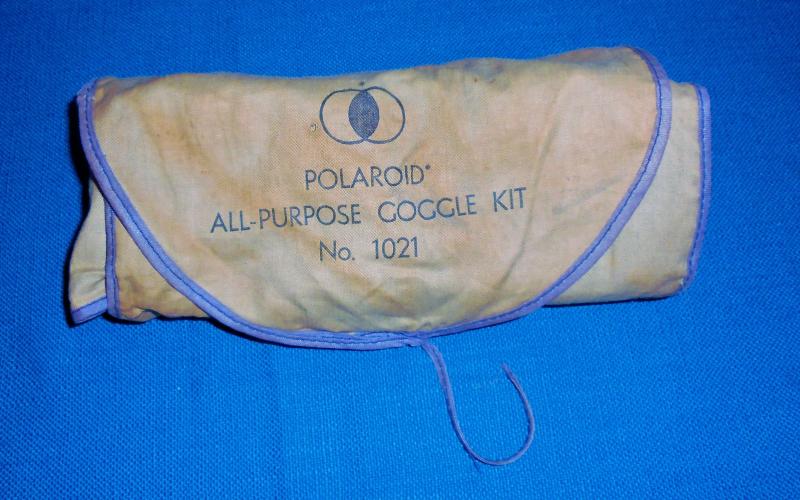 POLAROID®
ALL-PURPOSE GOGGLE KIT
No. 1021